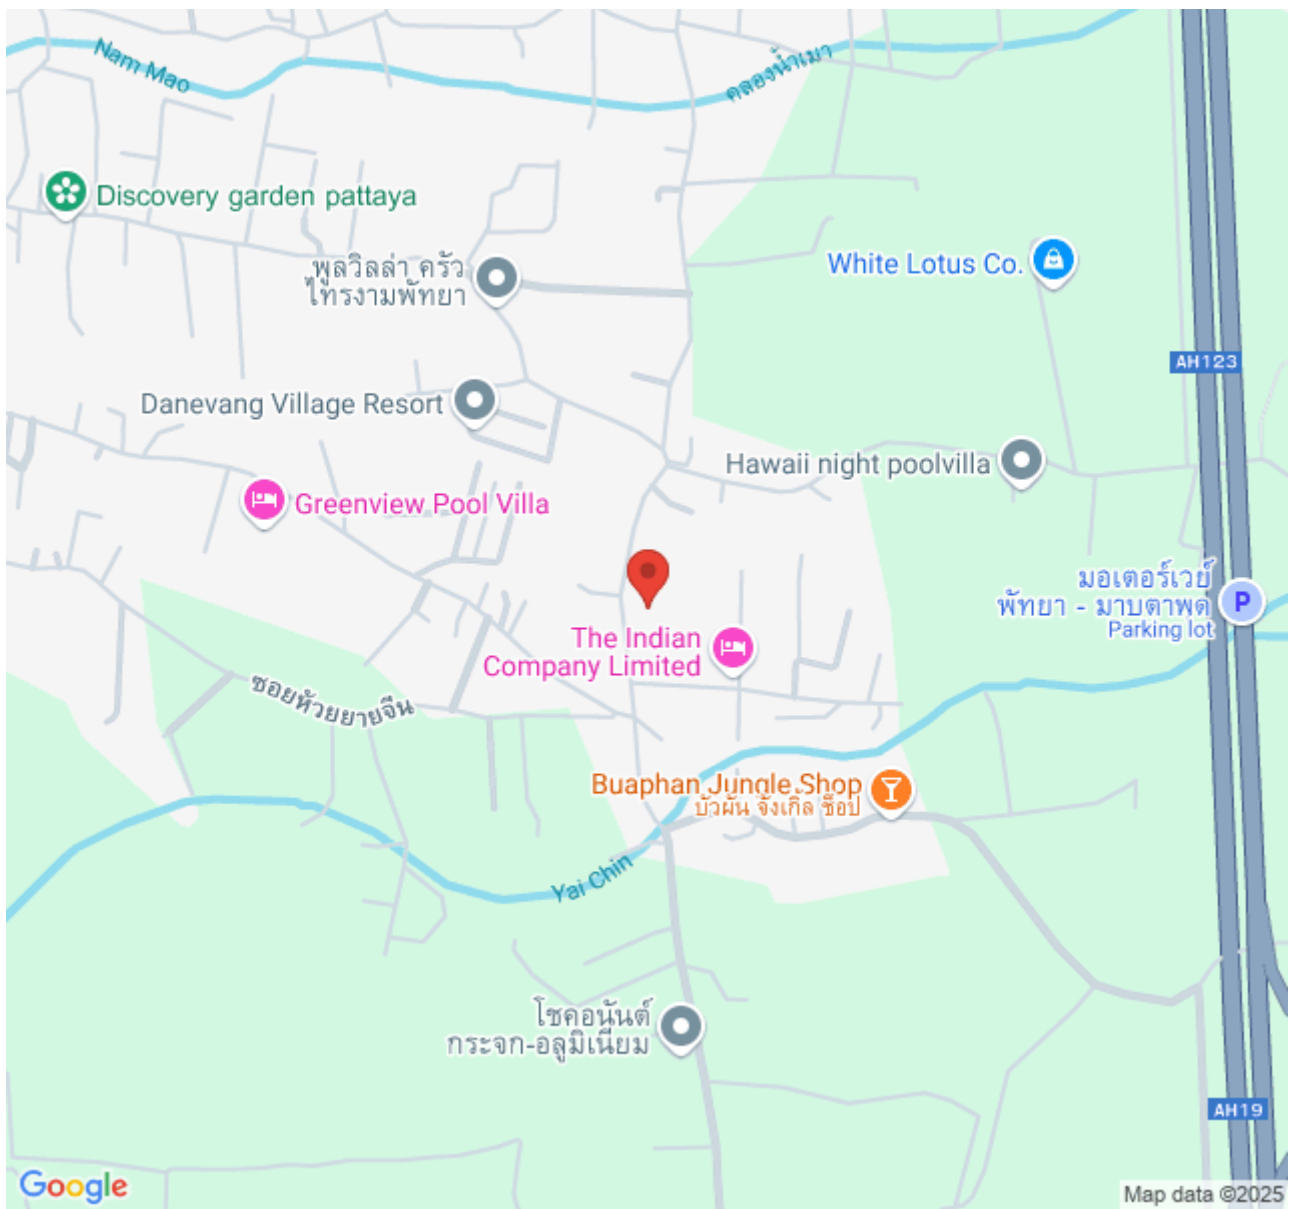 Nam Mao
คลองน้ำเมา
Discovery garden pattaya
พูลวิลล่า ครัว
ไทรงามพัทยา
White Lotus Co.
AH123
Danevang Village Resort
Hawaii night poolvilla
Greenview Pool Villa
มอเตอร์เวย์
พัทยา - มาบตาพุด
Parking lot
P
The Indian
Company Limited
ซอยห้วยยายจีน
Buaphan Jungle Shop
บัวผัน จังเกิ้ล ช็อป
Yai Chin
โชคอนันต์
กระจก-อลูมิเนียม
AH19
Google
Map data ©2025